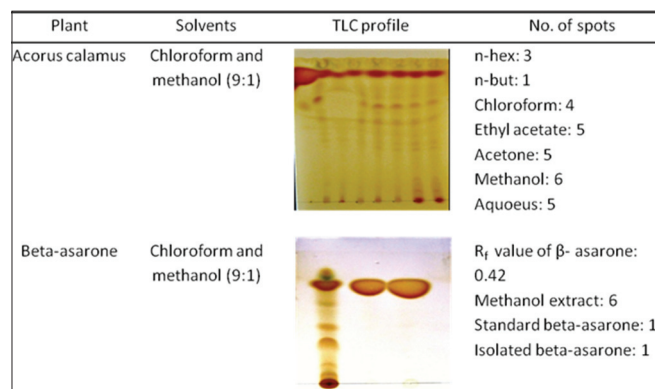 Plant Solvents TLC profile No. of spots
Acorus calamus Chloroform and n-hex: 3
methanol (9:1) n-but: 1
Chloroform: 4
Ethyl acetate: 5
Acetone: 5
Methanol: 6
Aquoeus: 5
Beta-asarone Chloroform and Rf value of β- asarone:
methanol (9:1) 0.42
Methanol extract: 6
Standard beta-asarone: 1
Isolated beta-asarone: 1